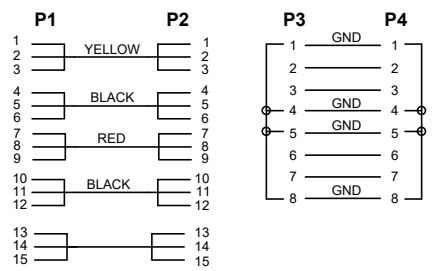 P1 P2 P3 P4
1 YELLOW 1
2 2
3 3
4 BLACK 4
5 5
6 6
7 RED 7
8 8
9 9
10 BLACK 10
11 11
12 12
13 13
14 14
15 15
1 GND 1
2 2
3 3
4 GND 4
5 GND 5
6 6
7 7
8 GND 8